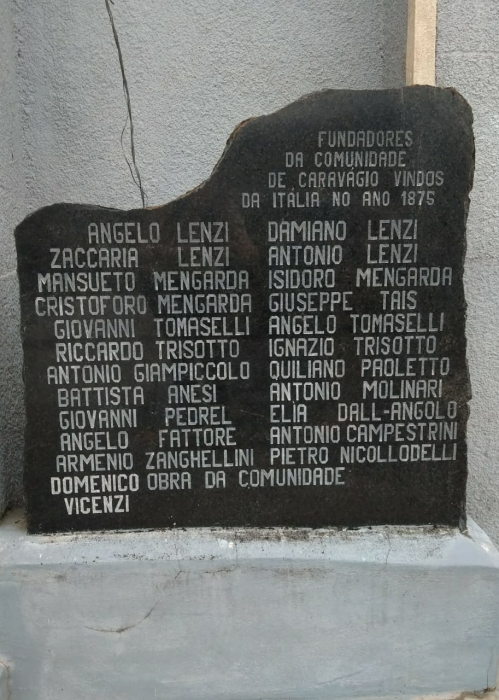 FUNDADORES
DA COMUNIDADE
DE CARAVÁGIO VINDOS
DA ITÁLIA NO ANO 1875
ANGELO LENZI DAMIANO LENZI
ZACCARIA LENZI ANTONIO LENZI
MANSUETO MENGARDA ISIDORO MENGARDA
CRISTOFORO MENGARDA GIUSEPPE TAIS
GIOVANNI TOMASELLI ANGELO TOMASELLI
RICCARDO TRISOTTO IGNAZIO TRISOTTO
ANTONIO GIAMPICCOLO QUILIANO PAOLETTO
BATTISTA ANESI ANTONIO MOLINARI
GIOVANNI PEDREL ELIA DALL-ANGOLO
ANGELO FATTORE ANTONIO CAMPESTRINI
ARMENIO ZANGHELLINI PIETRO NICOLLODELLI
DOMENICO OBRA DA COMUNIDADE
VICENZI